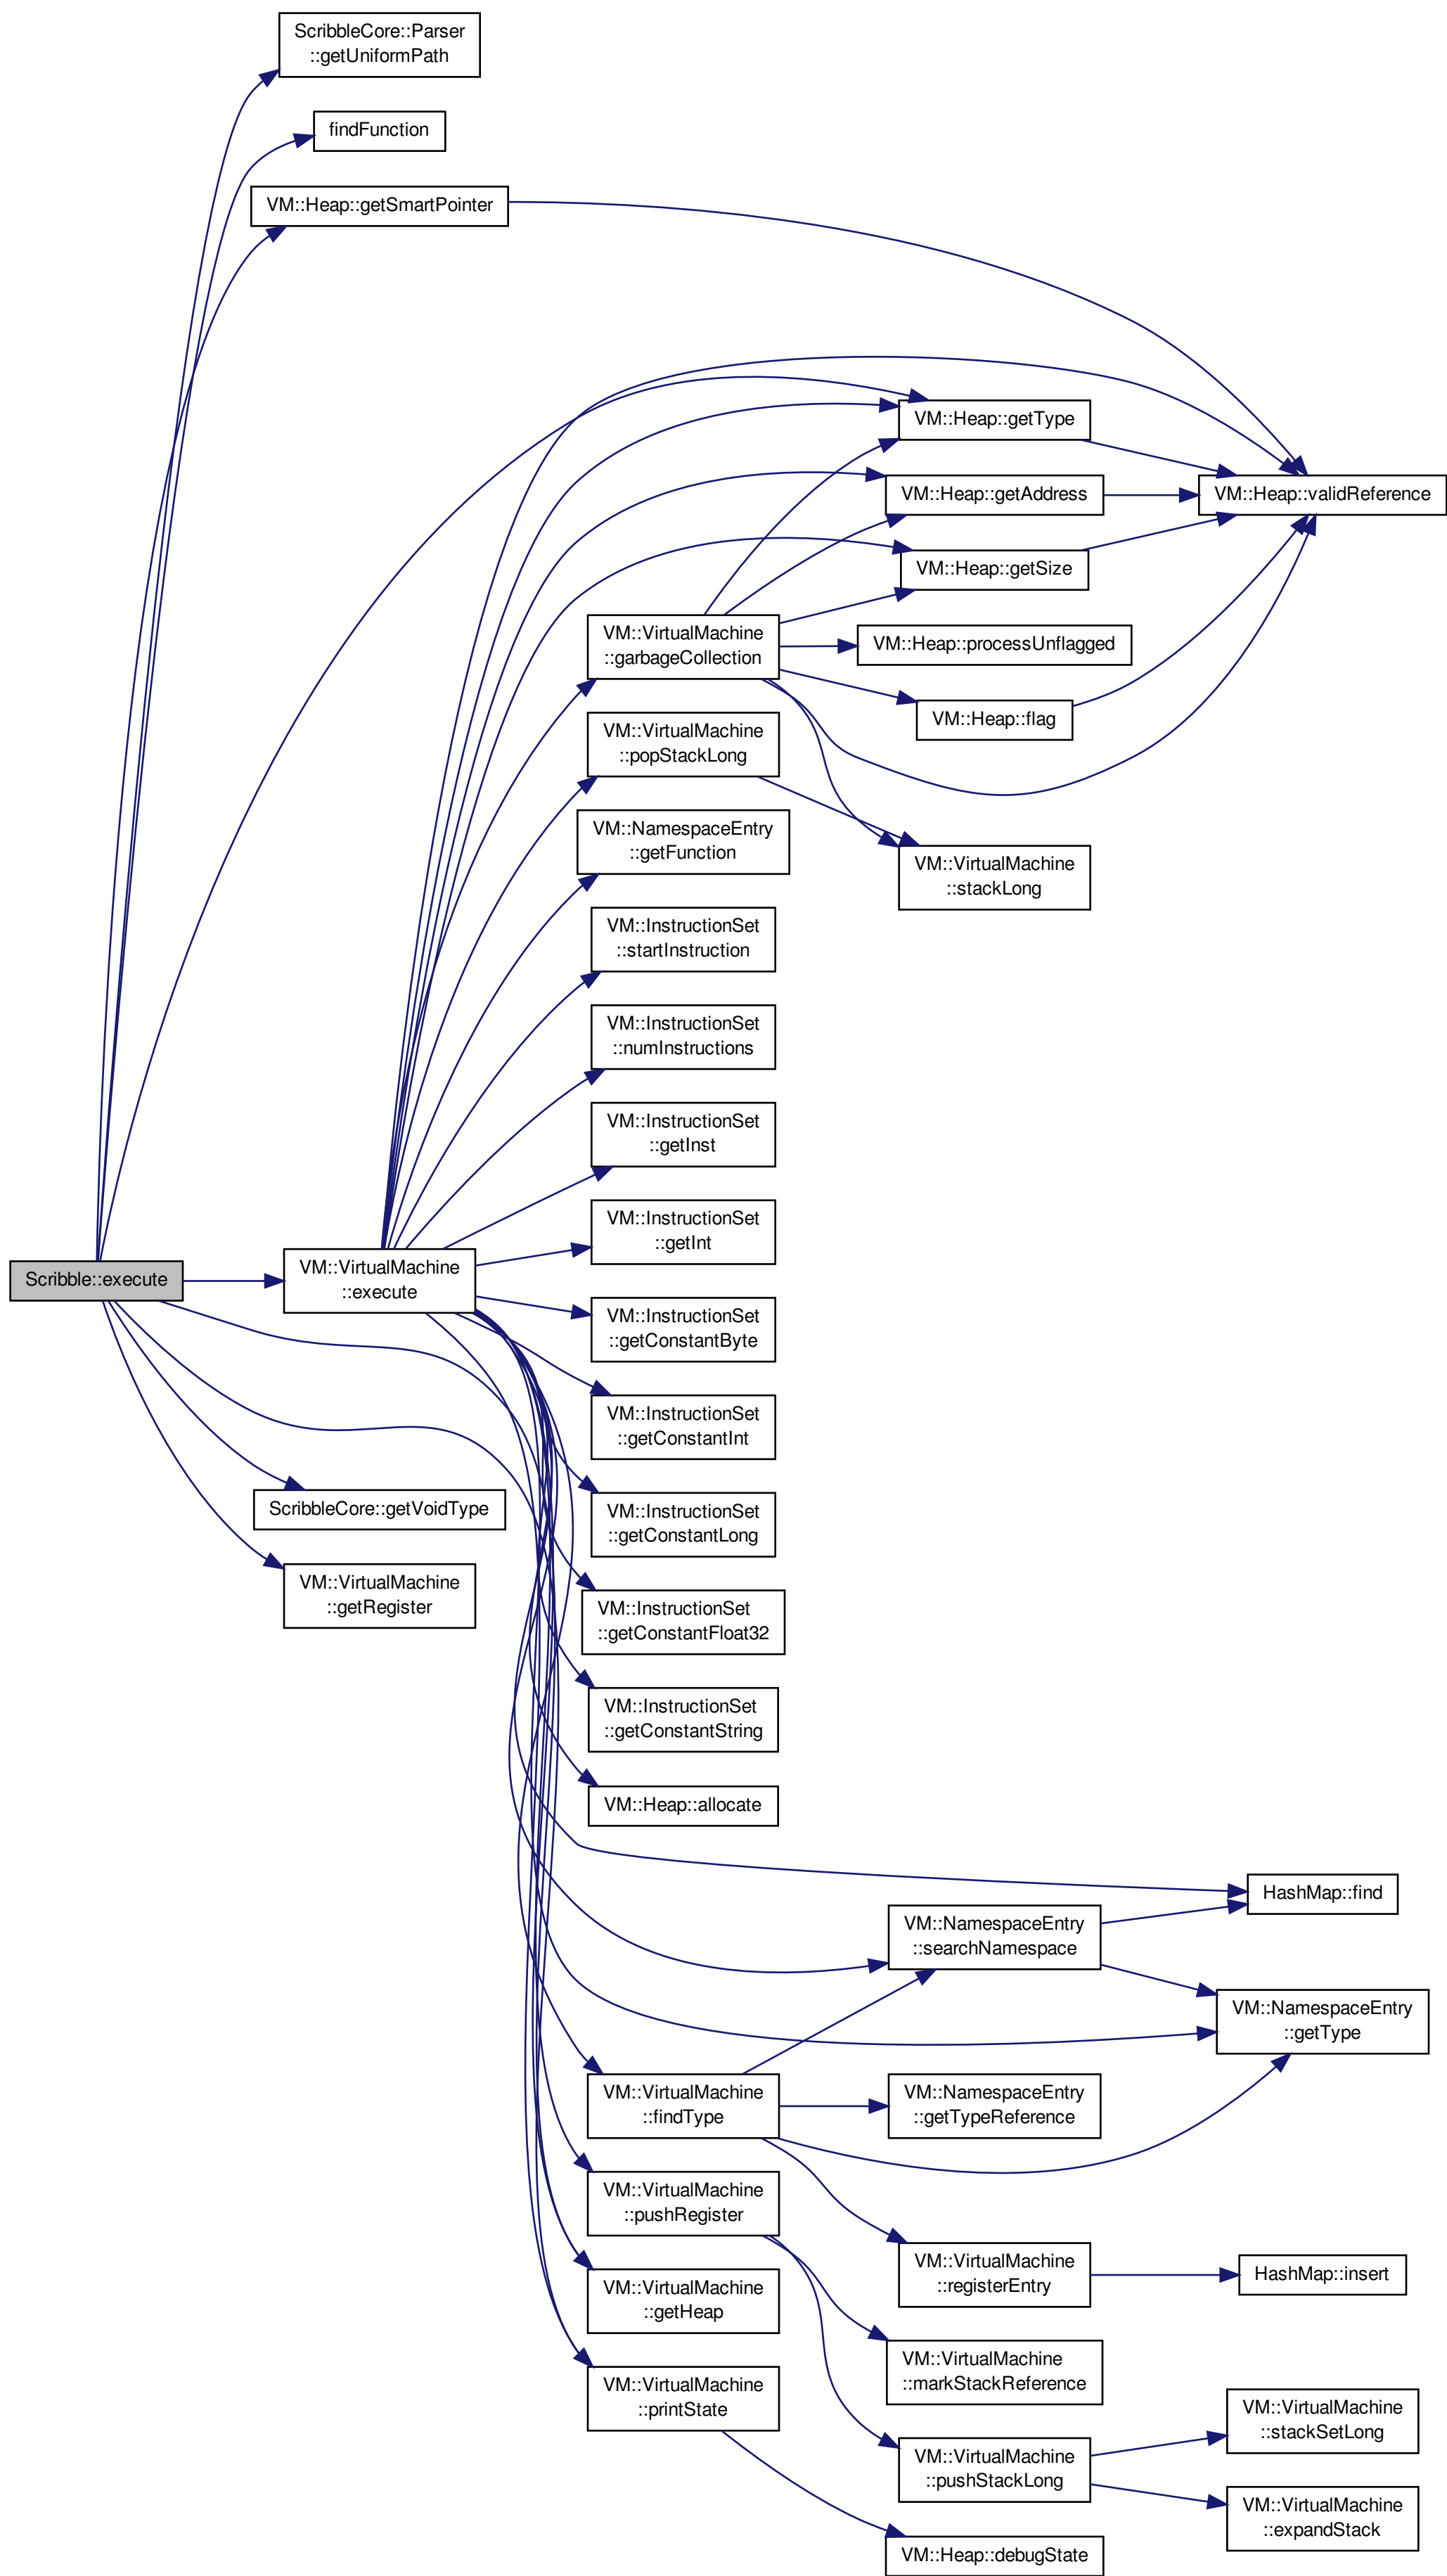 ScribbleCore::Parser
::getUniformPath
findFunction
VM::Heap::getSmartPointer
VM::Heap::getType
VM::Heap::getAddress
VM::Heap::validReference
VM::Heap::getSize
VM::VirtualMachine
::garbageCollection
VM::Heap::processUnflagged
VM::Heap::flag
VM::VirtualMachine
::popStackLong
VM::NamespaceEntry
::getFunction
VM::VirtualMachine
::stackLong
VM::InstructionSet
::startInstruction
VM::InstructionSet
::numInstructions
VM::InstructionSet
::getInst
VM::InstructionSet
::getInt
Scribble::execute
VM::VirtualMachine
::execute
VM::InstructionSet
::getConstantByte
VM::InstructionSet
::getConstantInt
ScribbleCore::getVoidType
VM::InstructionSet
::getConstantLong
VM::VirtualMachine
::getRegister
VM::InstructionSet
::getConstantFloat32
VM::InstructionSet
::getConstantString
VM::Heap::allocate
HashMap::find
VM::NamespaceEntry
::searchNamespace
VM::NamespaceEntry
::getType
VM::VirtualMachine
::findType
VM::NamespaceEntry
::getTypeReference
VM::VirtualMachine
::pushRegister
VM::VirtualMachine
::registerEntry
HashMap::insert
VM::VirtualMachine
::getHeap
VM::VirtualMachine
::markStackReference
VM::VirtualMachine
::printState
VM::VirtualMachine
::stackSetLong
VM::VirtualMachine
::pushStackLong
VM::VirtualMachine
::expandStack
VM::Heap::debugState